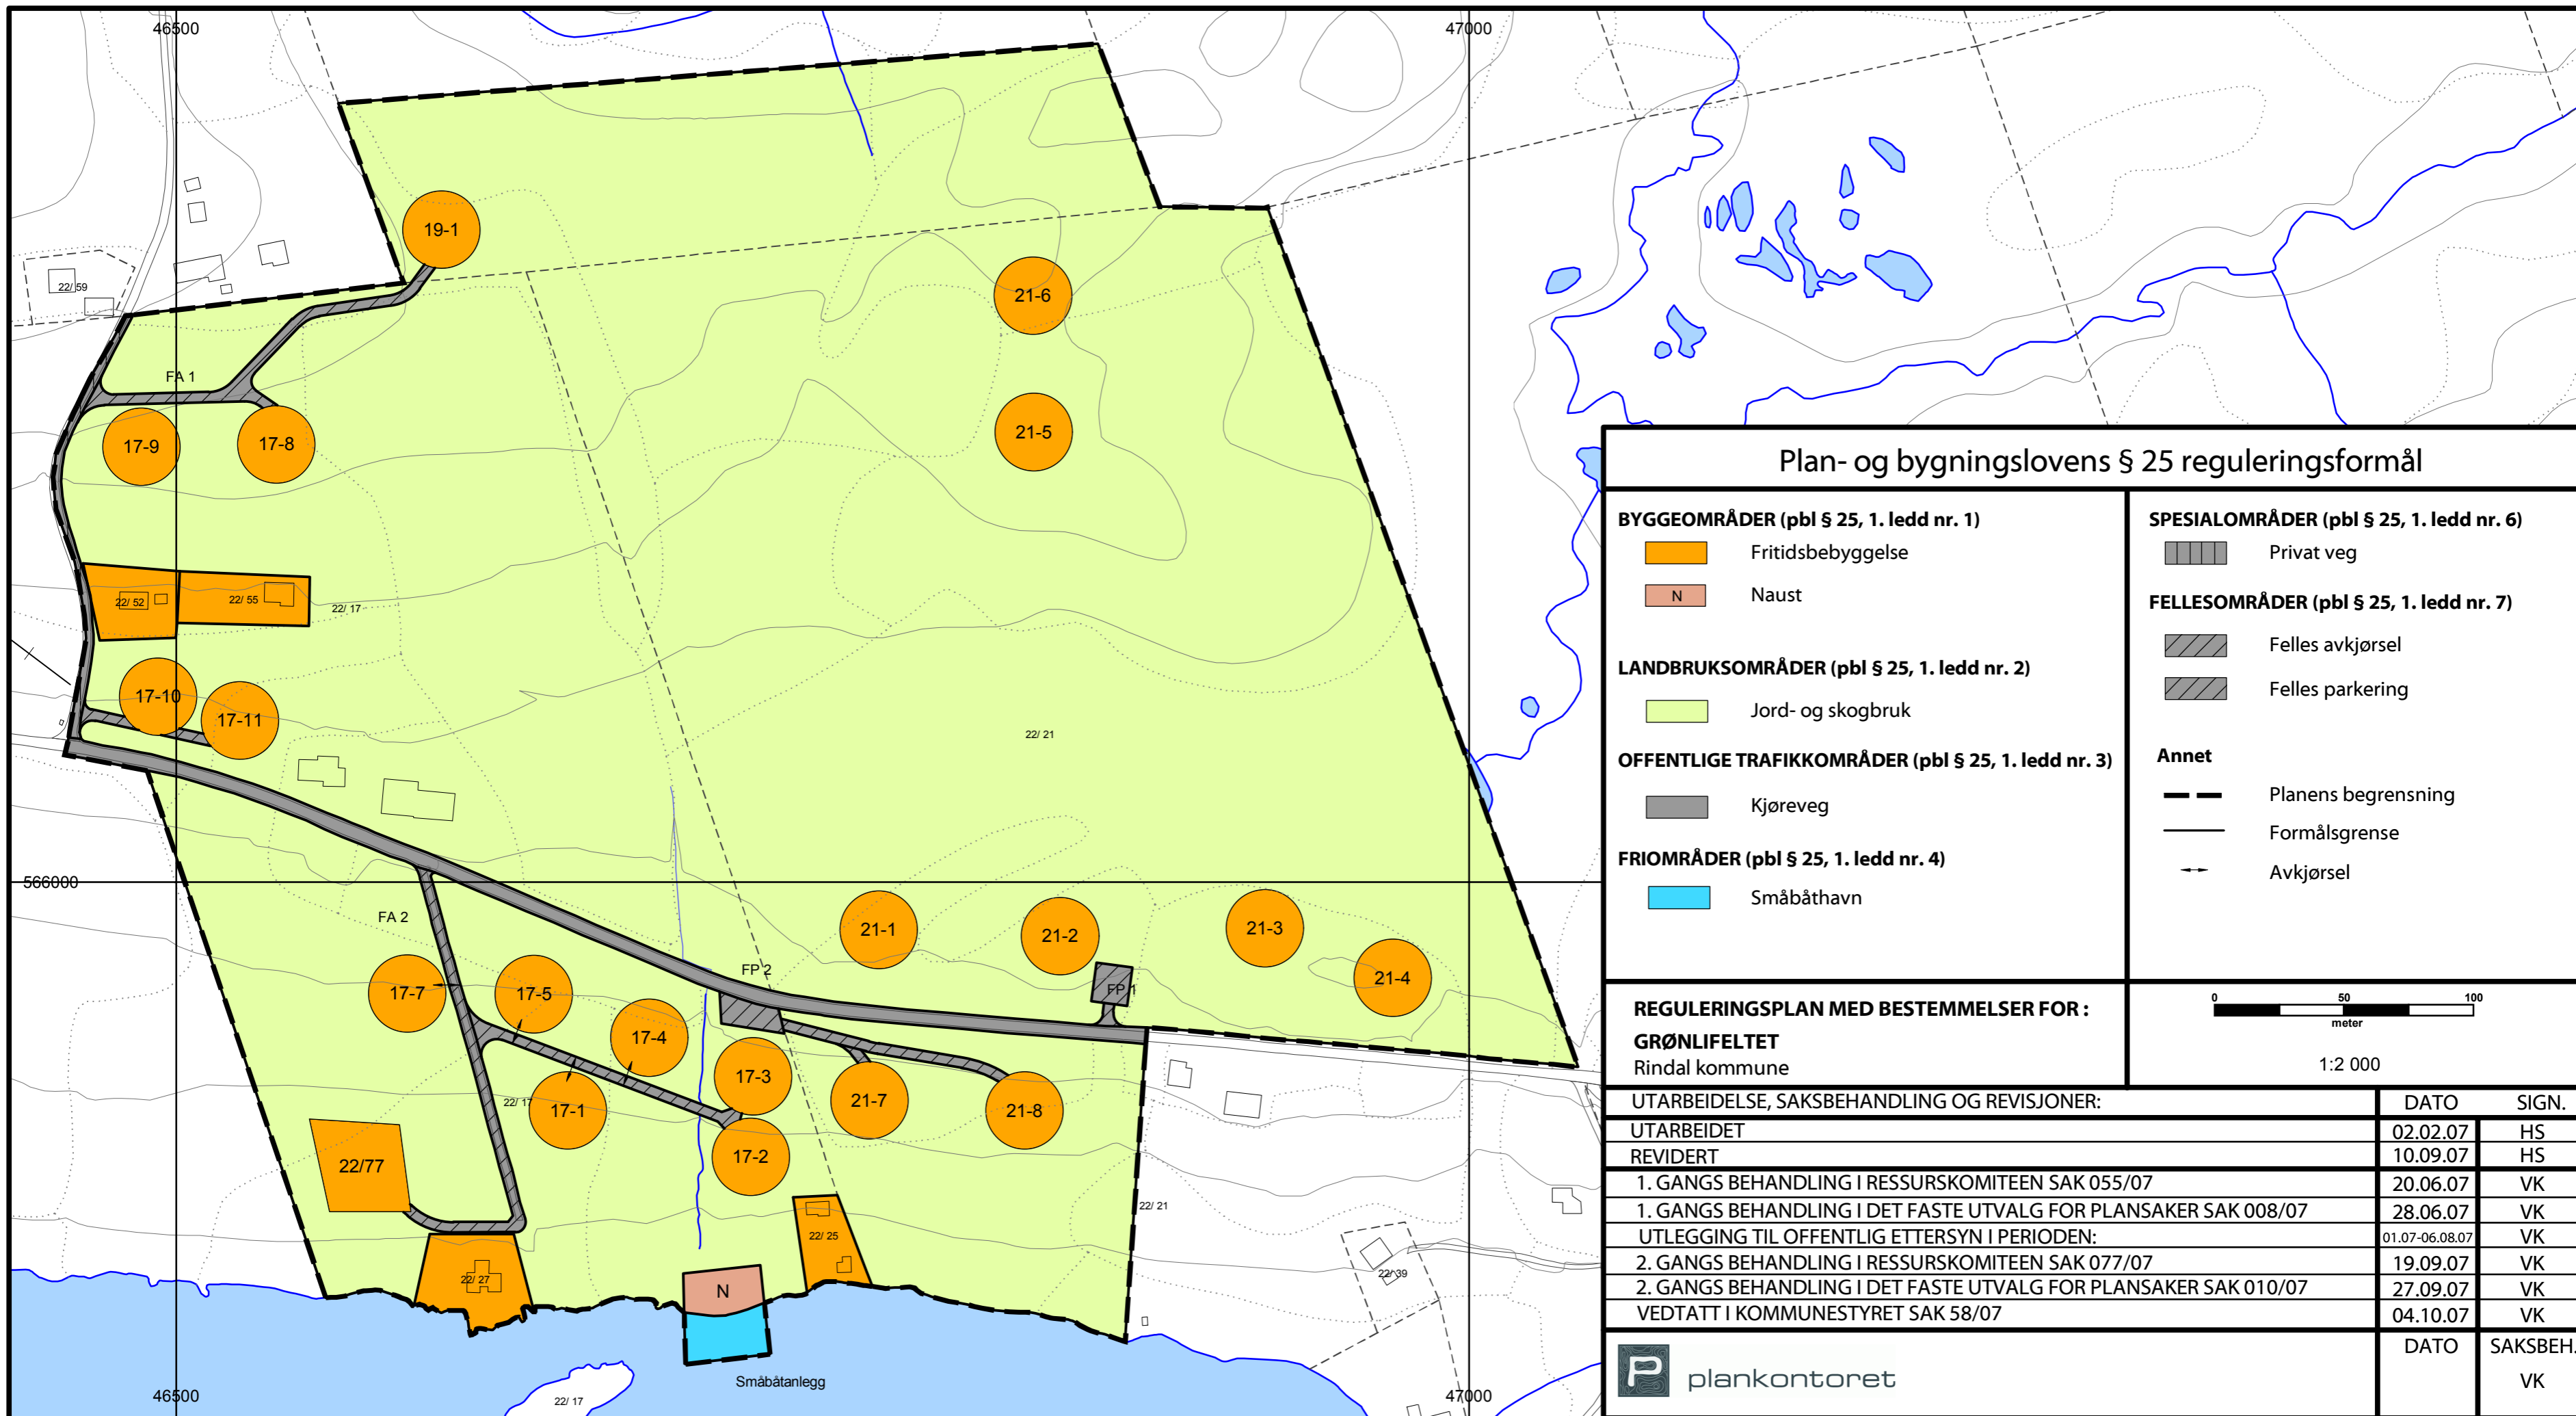 46500
47000
19-1
22/ 59
21-6
FA 1
17-9
17-8
21-5
22/ 52
22/ 55
22/ 17
17-10
17-11
22/ 21
566000
FA 2
21-1
21-2
21-3
21-4
FP 2
FP 1
17-7
17-5
17-4
17-3
17-1
22/ 17
21-7
21-8
17-2
22/77
22/ 21
22/ 25
22/ 27
N
22/ 39
Småbåtanlegg
22/ 17
46500
47000
Plan- og bygningslovens § 25 reguleringsformål
BYGGEOMRÅDER (pbl § 25, 1. ledd nr. 1)
Fritidsbebyggelse
N Naust
LANDBRUKSOMRÅDER (pbl § 25, 1. ledd nr. 2)
Jord- og skogbruk
OFFENTLIGE TRAFIKKOMRÅDER (pbl § 25, 1. ledd nr. 3)
Kjøreveg
FRIOMRÅDER (pbl § 25, 1. ledd nr. 4)
Småbåthavn
SPESIALOMRÅDER (pbl § 25, 1. ledd nr. 6)
Privat veg
FELLESOMRÅDER (pbl § 25, 1. ledd nr. 7)
Felles avkjørsel
Felles parkering
Annet
Planens begrensning
Formålsgrense
Avkjørsel
REGULERINGSPLAN MED BESTEMMELSER FOR :
GRØNLIFELTET
Rindal kommune
0 50 100
meter
1:2 000
UTARBEIDELSE, SAKSBEHANDLING OG REVISJONER: DATO SIGN.
UTARBEIDET 02.02.07 HS
REVIDERT 10.09.07 HS
1. GANGS BEHANDLING I RESSURSKOMITEEN SAK 055/07 20.06.07 VK
1. GANGS BEHANDLING I DET FASTE UTVALG FOR PLANSAKER SAK 008/07 28.06.07 VK
UTLEGGING TIL OFFENTLIG ETTERSYN I PERIODEN: 01.07-06.08.07 VK
2. GANGS BEHANDLING I RESSURSKOMITEEN SAK 077/07 19.09.07 VK
2. GANGS BEHANDLING I DET FASTE UTVALG FOR PLANSAKER SAK 010/07 27.09.07 VK
VEDTATT I KOMMUNESTYRET SAK 58/07 04.10.07 VK
P plankontoret
DATO SAKSBEH.
VK